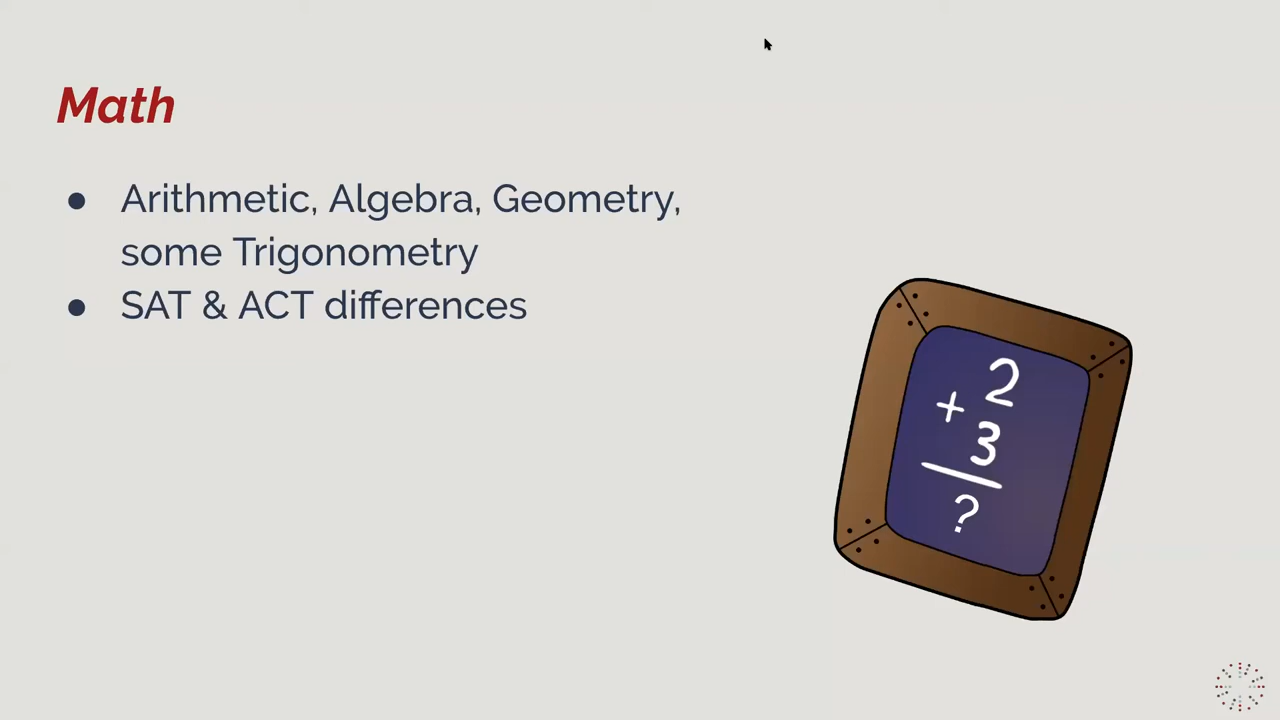 Math
● Arithmetic, Algebra, Geometry,
some Trigonometry
● SAT & ACT differences
2
+ 3
?